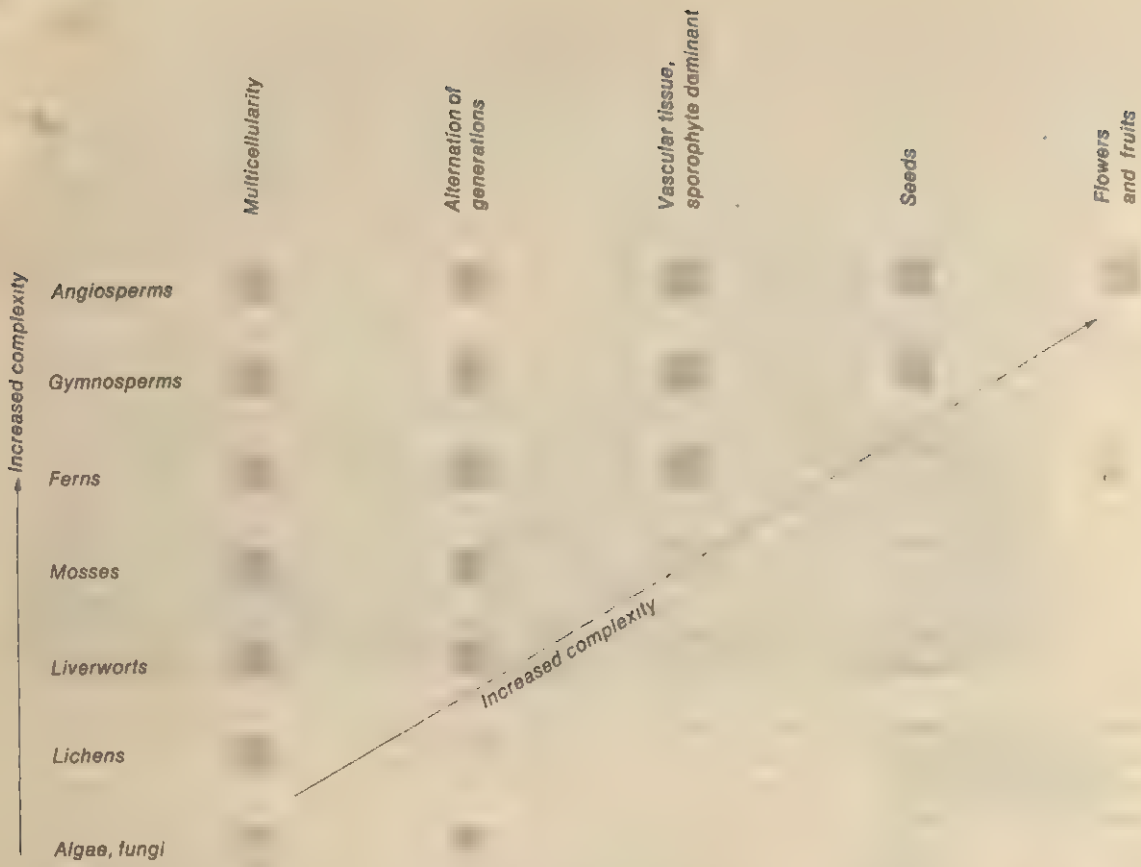 Multicellularity
Alternation of
generations
Vascular tissue,
sporophyte dominant
Seeds
Flowers
and fruits
Increased complexity
Angiosperms
Gymnosperms
Ferns
Mosses
Liverworts
Lichens
Algae, fungi
Increased complexity